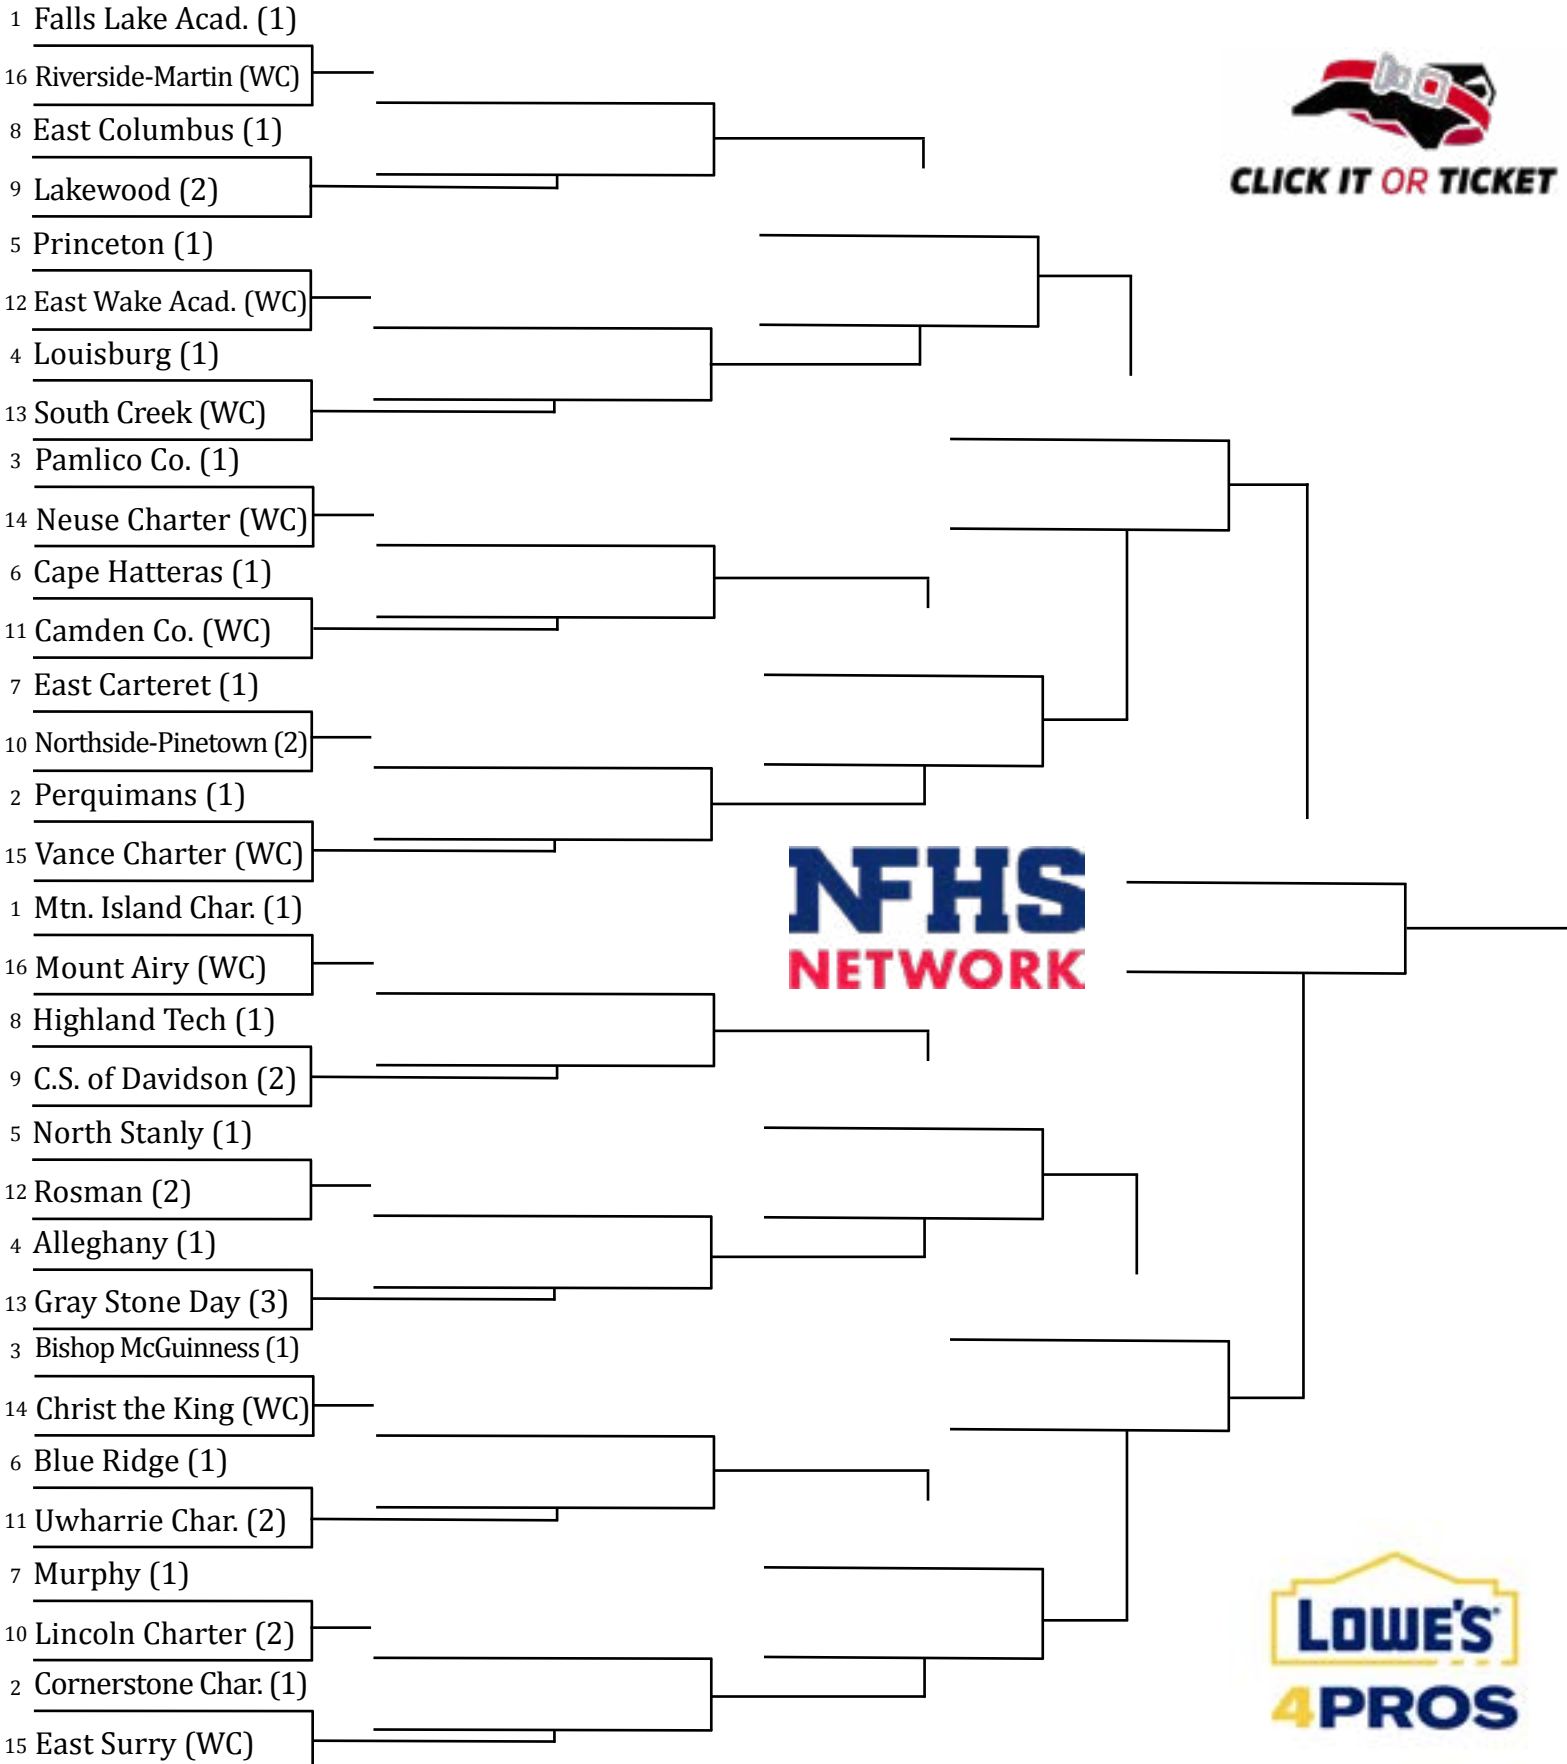 1 Falls Lake Acad. (1)
16 Riverside-Martin (WC)
8 East Columbus (1)
9 Lakewood (2)
5 Princeton (1)
12 East Wake Acad. (WC)
4 Louisburg (1)
13 South Creek (WC)
3 Pamlico Co. (1)
14 Neuse Charter (WC)
6 Cape Hatteras (1)
11 Camden Co. (WC)
7 East Carteret (1)
10 Northside-Pinetown (2)
2 Perquimans (1)
15 Vance Charter (WC)
1 Mtn. Island Char. (1)
16 Mount Airy (WC)
8 Highland Tech (1)
9 C.S. of Davidson (2)
5 North Stanly (1)
12 Rosman (2)
4 Alleghany (1)
13 Gray Stone Day (3)
3 Bishop McGuinness (1)
14 Christ the King (WC)
6 Blue Ridge (1)
11 Uwharrie Char. (2)
7 Murphy (1)
10 Lincoln Charter (2)
2 Cornerstone Char. (1)
15 East Surry (WC)
CLICK IT OR TICKET
NFHS
NETWORK
LOWE'S
4PROS